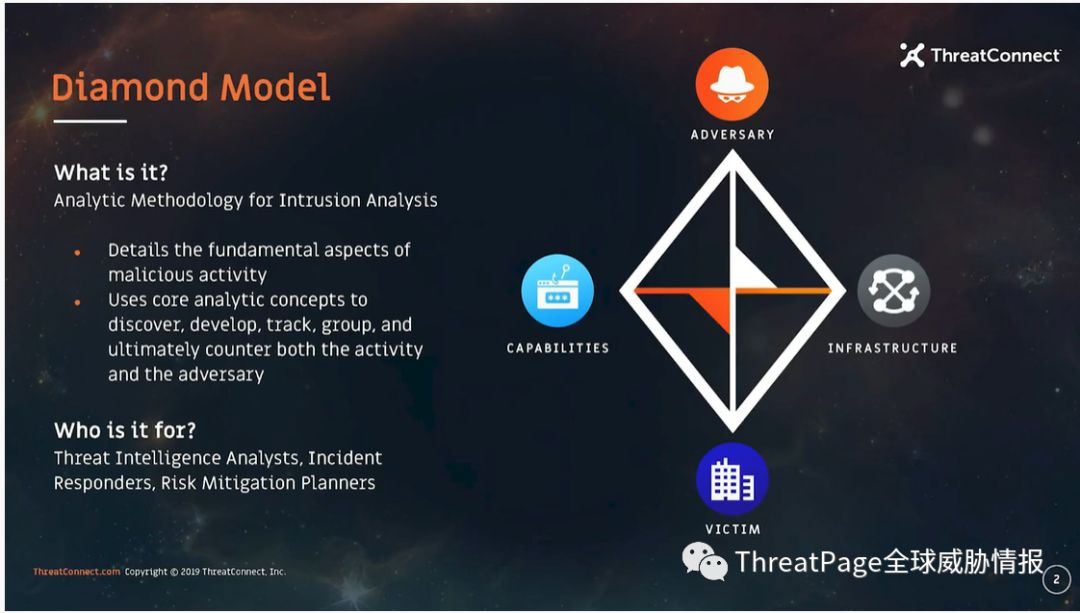 Diamond Model
ThreatConnect
What is it?
Analytic Methodology for Intrusion Analysis
• Details the fundamental aspects of
malicious activity
• Uses core analytic concepts to
discover, develop, track, group, and
ultimately counter both the activity
and the adversary
Who is it for?
Threat Intelligence Analysts, Incident
Responders, Risk Mitigation Planners
ADVERSARY
CAPABILITIES
INFRASTRUCTURE
VICTIM
ThreatPage全球威胁情报
ThreatConnect.com Copyright © 2019 ThreatConnect, Inc.
2